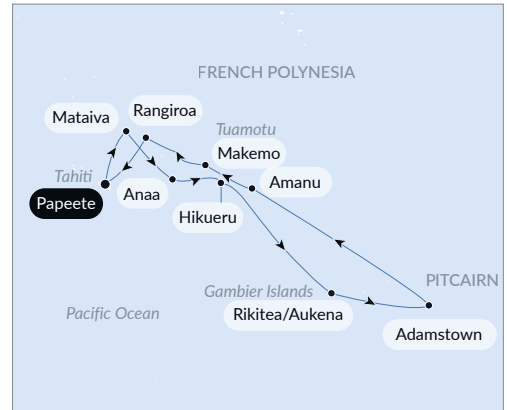 FRENCH POLYNESIA
Rangiroa
Mataiva
Tuamotu
Makemo
Tahiti
Amanu
Anaa
Papeete
Hikueru
PITCAIRN
Gambier Islands
Rikitea/Aukena
Pacific Ocean
Adamstown